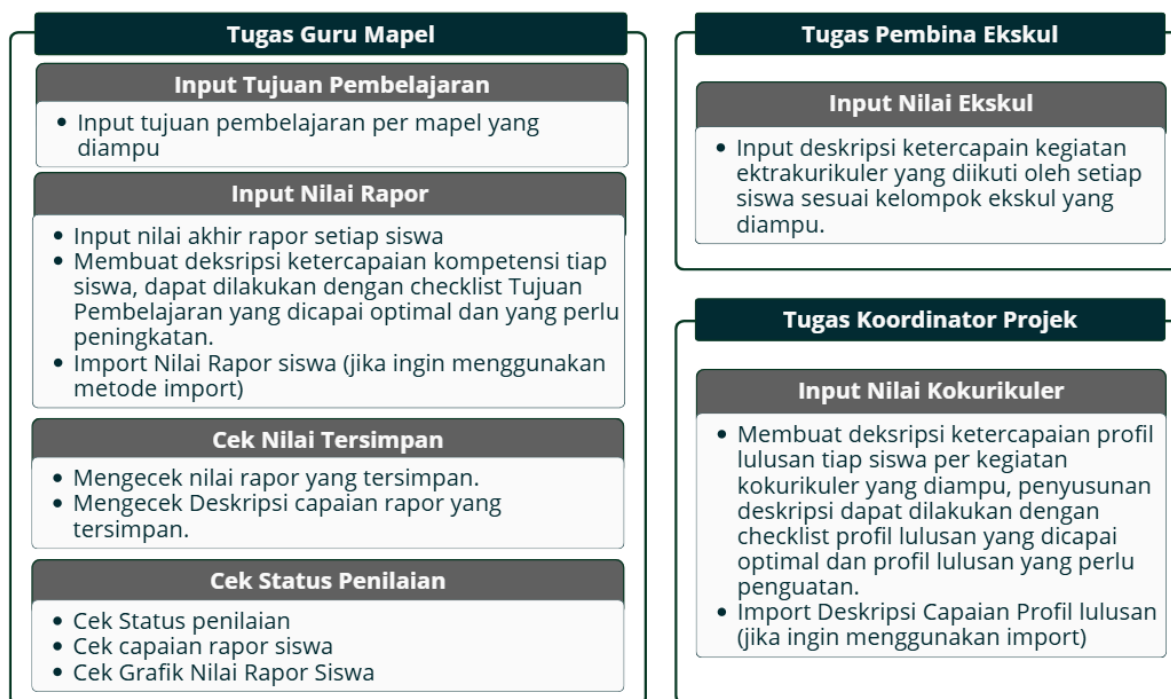 Tugas Guru Mapel
Input Tujuan Pembelajaran
• Input tujuan pembelajaran per mapel yang
diampu
Input Nilai Rapor
• Input nilai akhir rapor setiap siswa
• Membuat deksripsi ketercapaian kompetensi tiap
siswa, dapat dilakukan dengan checklist Tujuan
Pembelajaran yang dicapai optimal dan yang perlu
peningkatan.
• Import Nilai Rapor siswa (jika ingin menggunakan
metode import)
Cek Nilai Tersimpan
• Mengecek nilai rapor yang tersimpan.
• Mengecek Deskripsi capaian rapor yang
tersimpan.
Cek Status Penilaian
• Cek Status penilaian
• Cek capaian rapor siswa
• Cek Grafik Nilai Rapor Siswa
Tugas Pembina Ekskul
Input Nilai Ekskul
• Input deskripsi ketercapain kegiatan
ektrakurikuler yang diikuti oleh setiap
siswa sesuai kelompok ekskul yang
diampu.
Tugas Koordinator Projek
Input Nilai Kokurikuler
• Membuat deksripsi ketercapaian profil
lulusan tiap siswa per kegiatan
kokurikuler yang diampu, penyusunan
deskripsi dapat dilakukan dengan
checklist profil lulusan yang dicapai
optimal dan profil lulusan yang perlu
penguatan.
• Import Deskripsi Capaian Profil lulusan
(jika ingin menggunakan import)